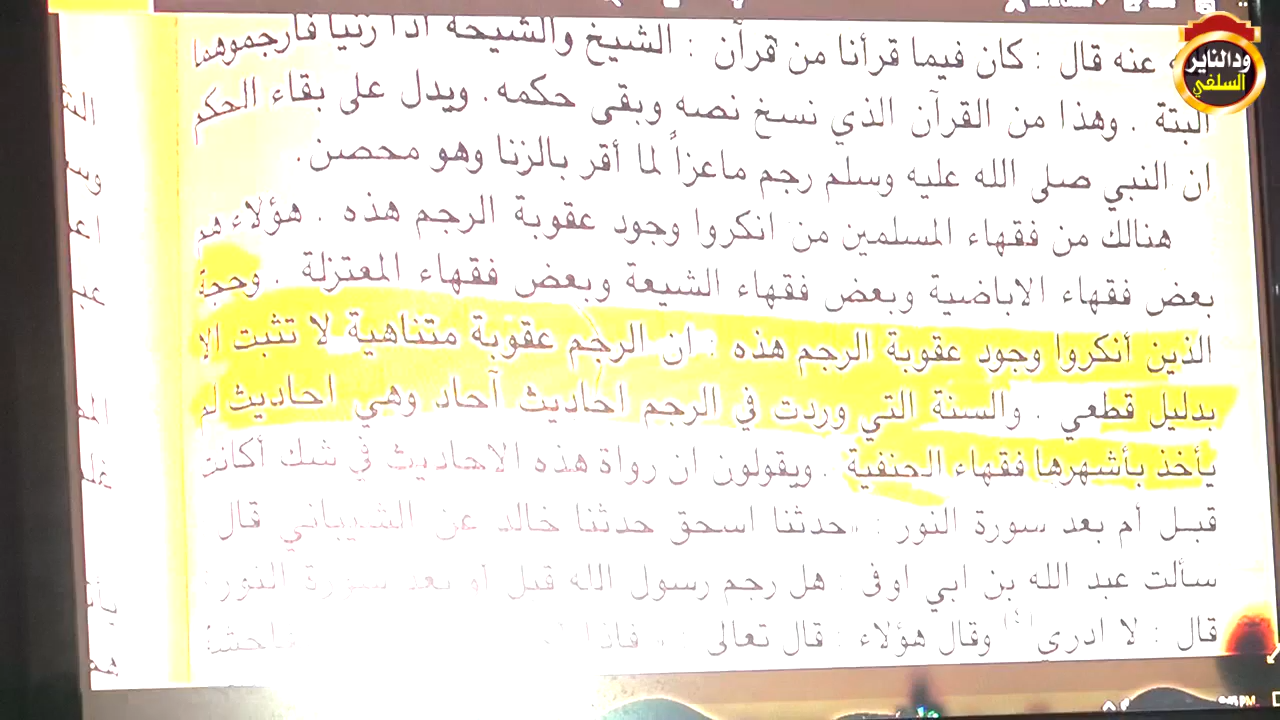 عنه قال : كان فيما قرأنا من قرآن : الشيخ والشيخة اذا زنيا فارجموهما
البتة . وهذا من القرآن الذي نسخ نصه وبقى حكمه . ويدل على بقاء الحكم
ان النبي صلى الله عليه وسلم رجم ماعزاً لما أقر بالزنا وهو محصن .
هنالك من فقهاء المسلمين من انكروا وجود عقوبة الرجم هذه . هؤلاء هم
بعض فقهاء الاباضية وبعض فقهاء الشيعة وبعض فقهاء المعتزلة . وحجة
الذين أنكروا وجود عقوبة الرجم هذه : ان الرجم عقوبة متناهية لا تثبت الا
بدليل قطعي . والسنة التي وردت في الرجم احاديث آحاد وهي احاديث لم
يأخذ بأشهرها فقهاء الحنفية . ويقولون ان رواة هذه الاحاديث في شك أكانت
قبل أم بعد سورة النور : «حدثنا اسحق حدثنا خالد عن الشيباني قال
سألت عبد الله بن ابي اوفى : هل رجم رسول الله قبل أو بعد سورة النور :
قال : لا ادرى(٤) وقال هؤلاء : قال تعالى : « فاذا
ودالناير
السلفي